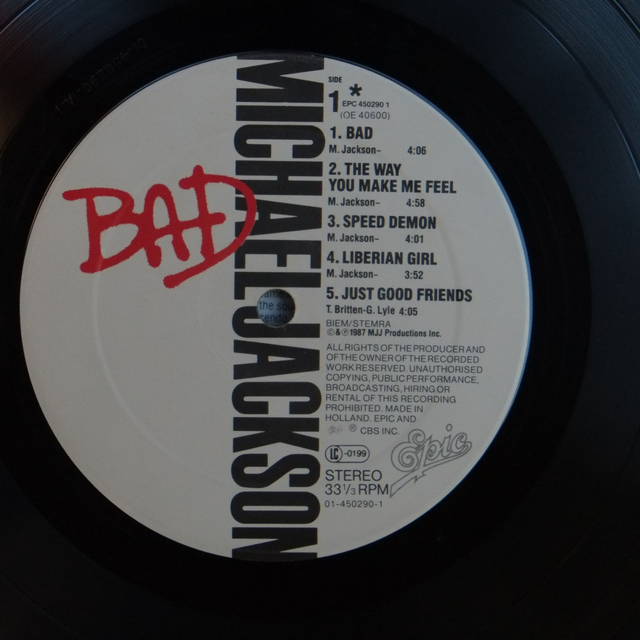 BAD
MICHAEL JACKSON
SIDE
1 *
EPC 450290 1
(OE 40600)
1. BAD
M. Jackson– 4:06
2. THE WAY
YOU MAKE ME FEEL
M. Jackson– 4:58
3. SPEED DEMON
M. Jackson– 4:01
4. LIBERIAN GIRL
M. Jackson– 3:52
5. JUST GOOD FRIENDS
T. Britten-G. Lyle 4:05
BIEM/STEMRA
©&℗1987 MJJ Productions Inc.
ALL RIGHTS OF THE PRODUCER AND
OF THE OWNER OF THE RECORDED
WORK RESERVED. UNAUTHORISED
COPYING, PUBLIC PERFORMANCE,
BROADCASTING, HIRING OR
RENTAL OF THIS RECORDING
PROHIBITED. MADE IN
HOLLAND. EPIC AND
® CBS INC.
Epic
LC -0199
STEREO
33⅓ RPM
01-450290-1